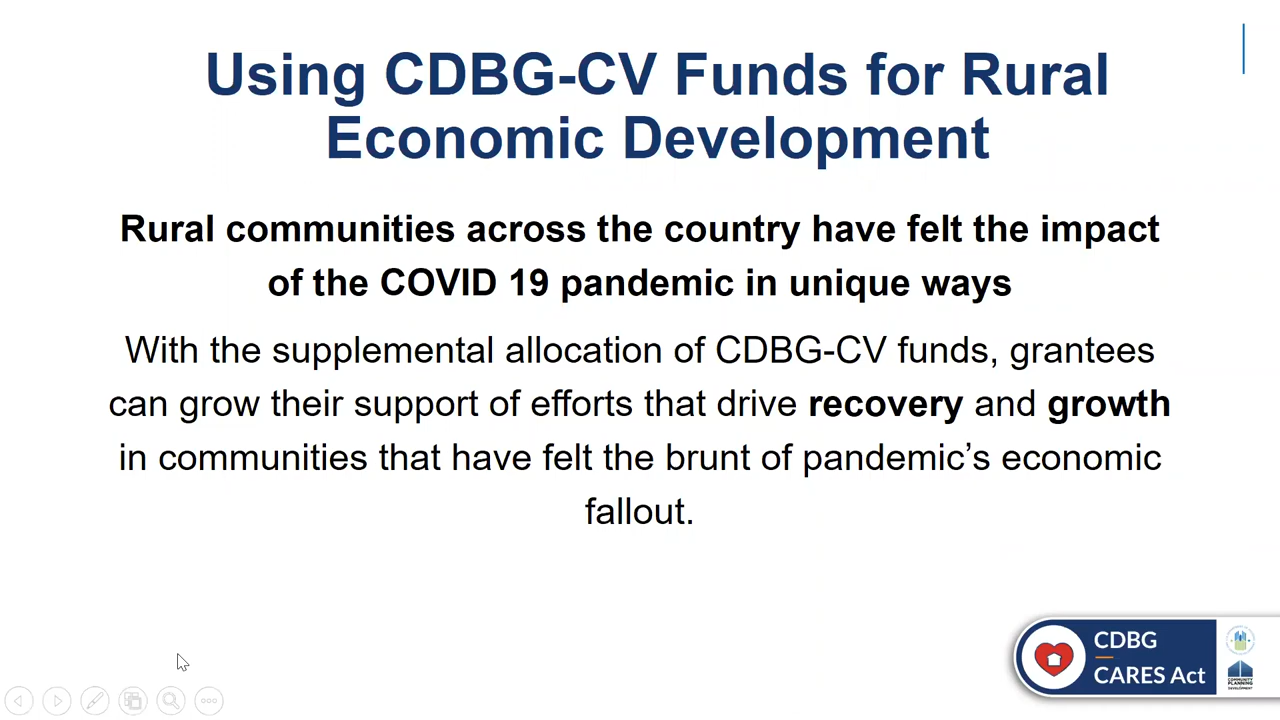 Using CDBG-CV Funds for Rural
Economic Development
Rural communities across the country have felt the impact
of the COVID 19 pandemic in unique ways
With the supplemental allocation of CDBG-CV funds, grantees
can grow their support of efforts that drive recovery and growth
in communities that have felt the brunt of pandemic’s economic
fallout.
CDBG
CARES Act
COMMUNITY
PLANNING
DEVELOPMENT